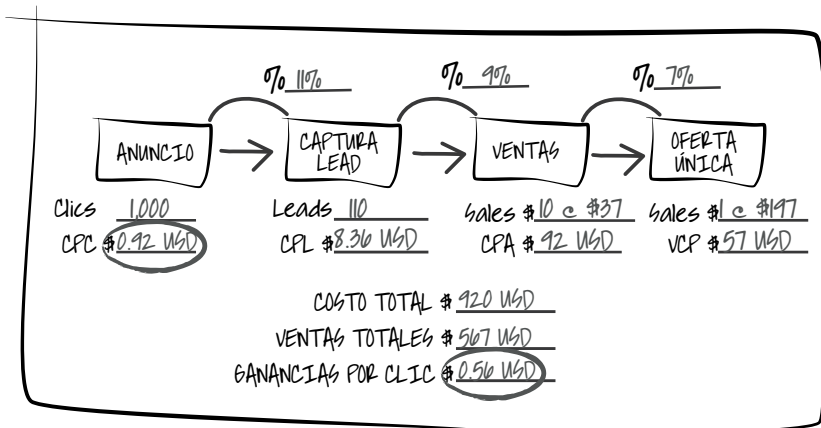 % 11%
% 9%
% 7%
ANUNCIO
CAPTURA
LEAD
VENTAS
OFERTA
ÚNICA
Clics 1,000
Leads 110
Sales $10 @ $37
Sales $1 @ $197
CPC $0.92 USD
CPL $8.36 USD
CPA $92 USD
VCP $57 USD
COSTO TOTAL $920 USD
VENTAS TOTALES $567 USD
GANANCIAS POR CLIC $0.56 USD